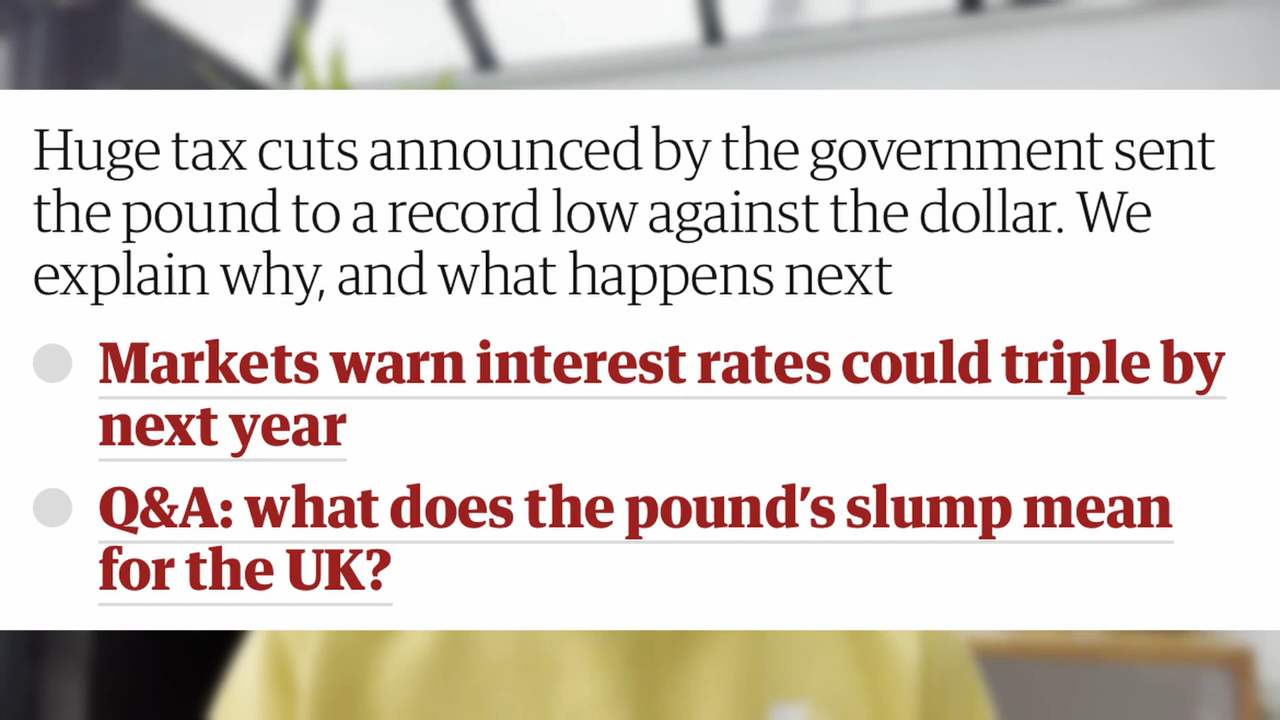 Huge tax cuts announced by the government sent
the pound to a record low against the dollar. We
explain why, and what happens next
Markets warn interest rates could triple by
next year
Q&A: what does the pound’s slump mean
for the UK?